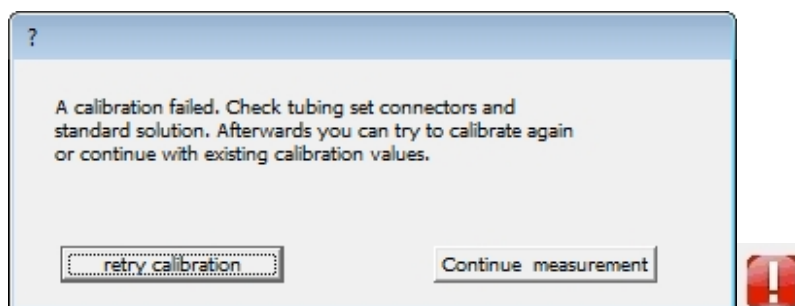 ?
A calibration failed. Check tubing set connectors and
standard solution. Afterwards you can try to calibrate again
or continue with existing calibration values.
retry calibration
Continue measurement
!